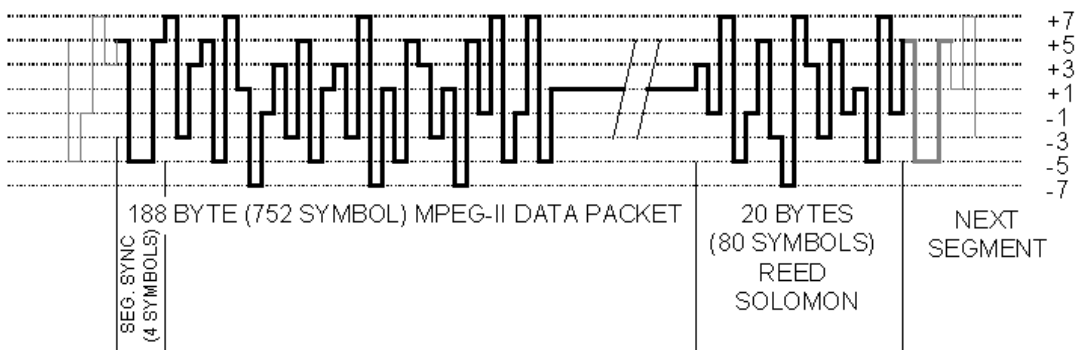 +7
+5
+3
+1
-1
-3
-5
-7
SEG. SYNC
(4 SYMBOLS)
188 BYTE (752 SYMBOL) MPEG-II DATA PACKET
20 BYTES
(80 SYMBOLS)
REED
SOLOMON
NEXT
SEGMENT